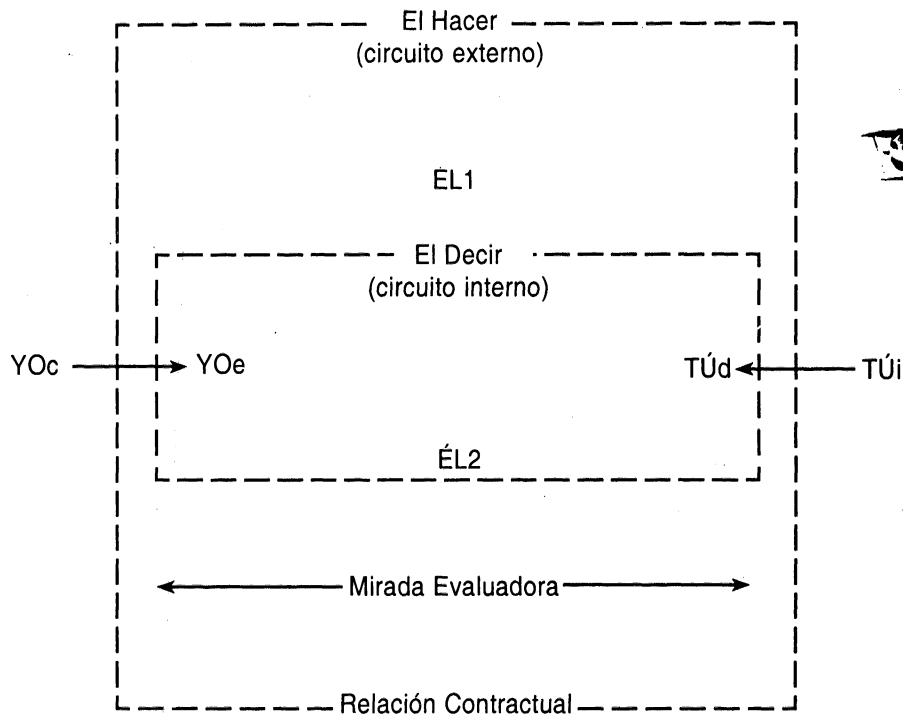 El Hacer
(circuito externo)
ÉL1
El Decir
(circuito interno)
YOc YOe TÚd TÚi
ÉL2
Mirada Evaluadora
Relación Contractual